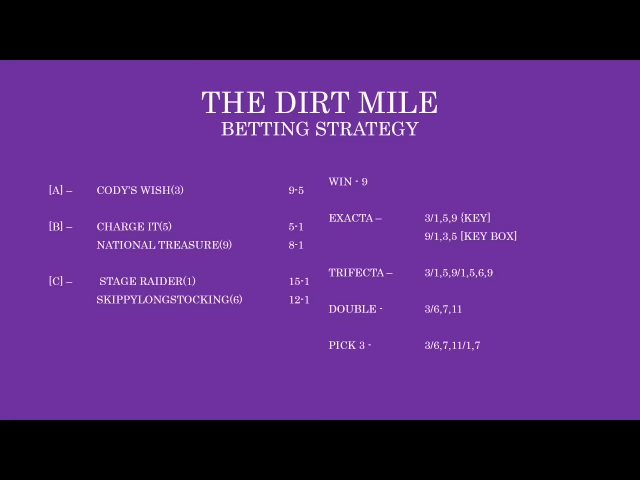 THE DIRT MILE
BETTING STRATEGY
[A] – CODY'S WISH(3) 9-5
[B] – CHARGE IT(5) 5-1
NATIONAL TREASURE(9) 8-1
[C] – STAGE RAIDER(1) 15-1
SKIPPYLONGSTOCKING(6) 12-1
WIN - 9
EXACTA – 3/1,5,9 {KEY]
9/1,3,5 [KEY BOX]
TRIFECTA – 3/1,5,9/1,5,6,9
DOUBLE - 3/6,7,11
PICK 3 - 3/6,7,11/1,7